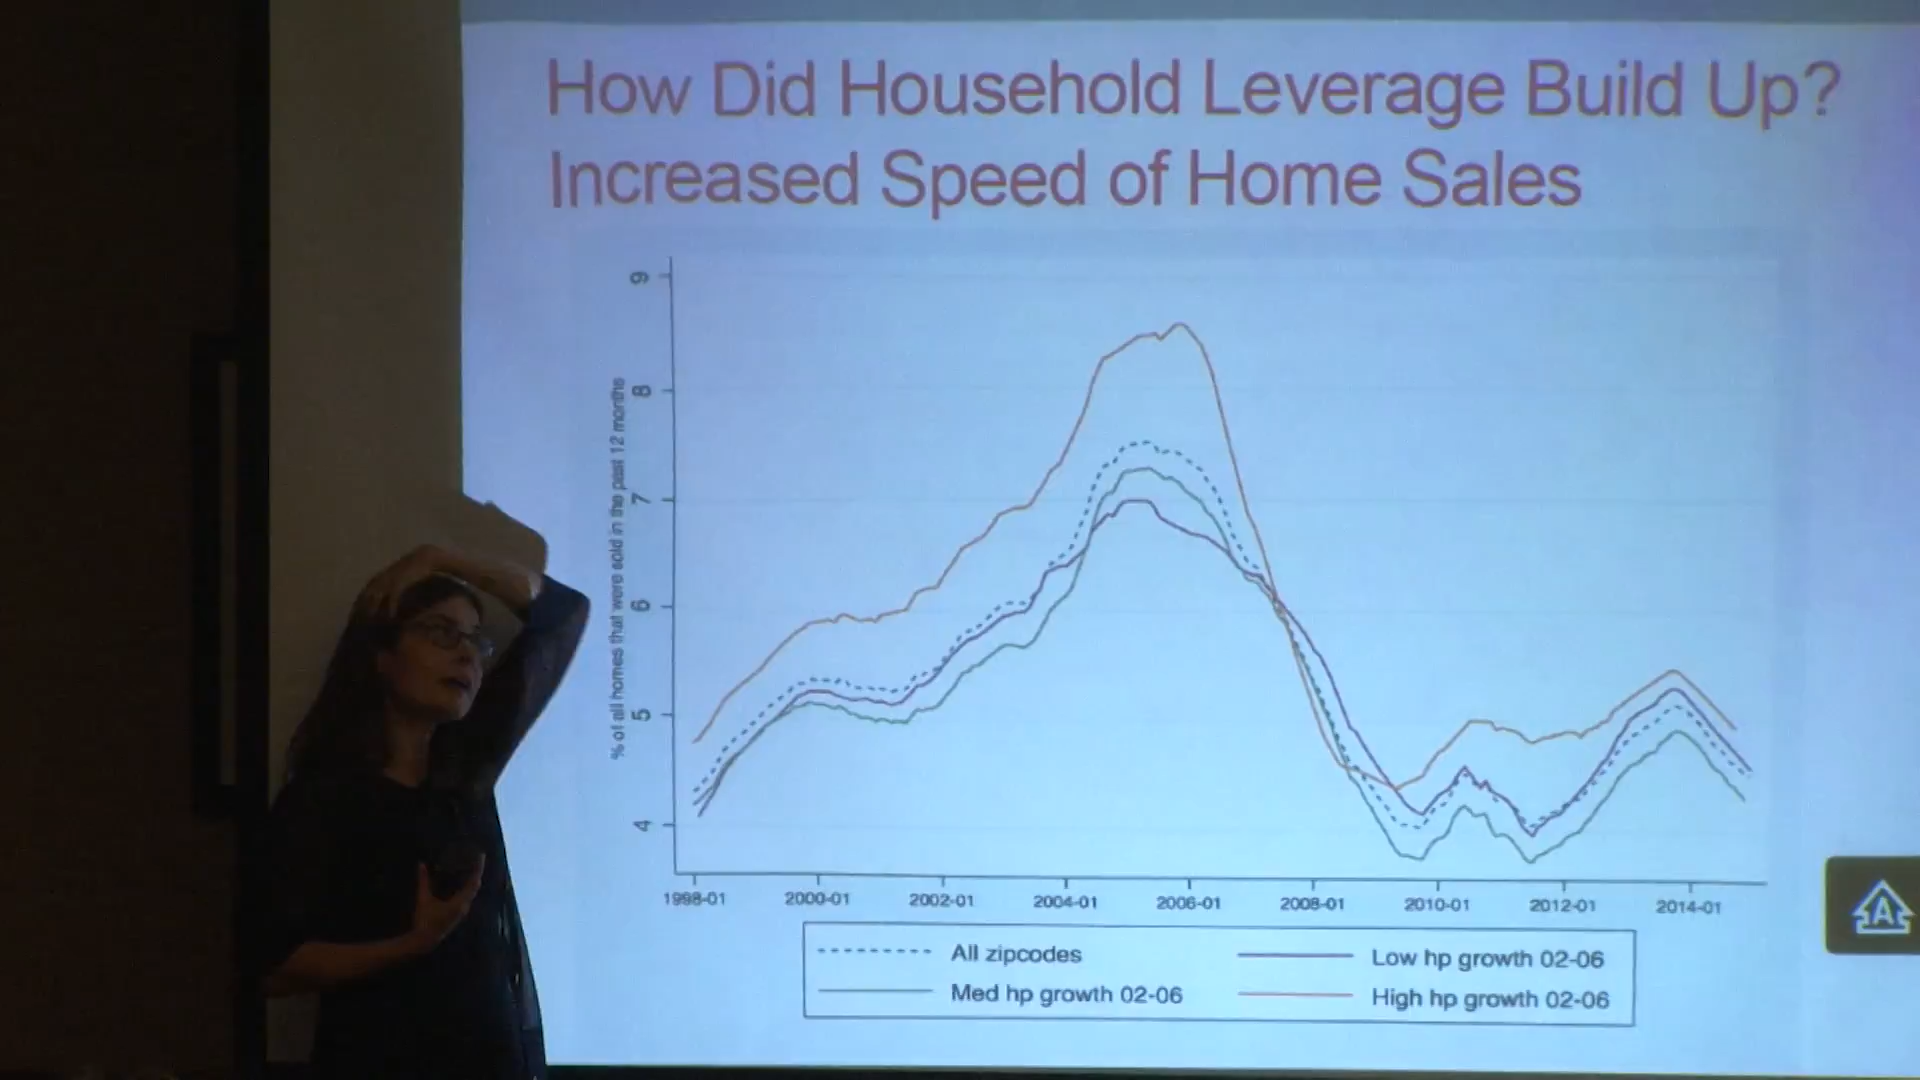 How Did Household Leverage Build Up?
Increased Speed of Home Sales
% of all homes that were sold in the past 12 months
9
8
7
6
5
4
1998-01 2000-01 2002-01 2004-01 2006-01 2008-01 2010-01 2012-01 2014-01
All zipcodes Low hp growth 02-06
Med hp growth 02-06 High hp growth 02-06
A